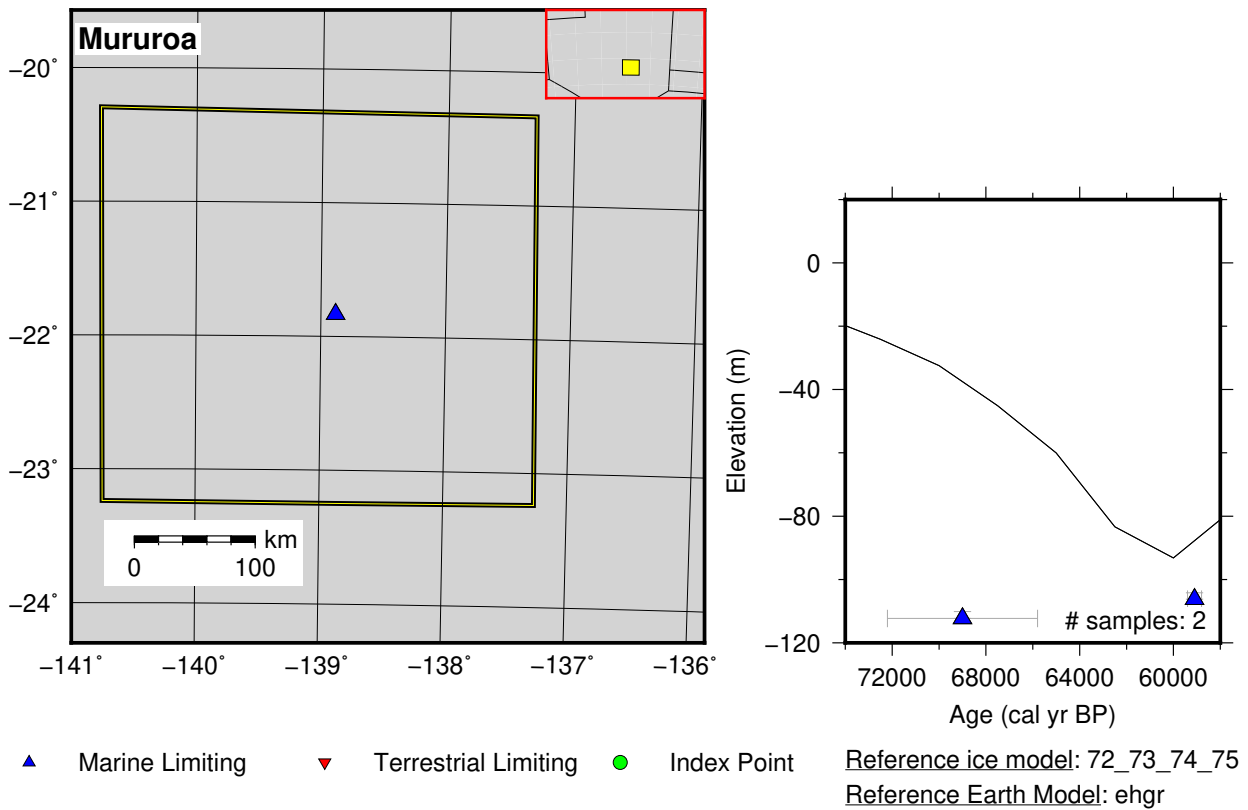 Mururoa
−20°
−21°
−22°
−23°
−24°
km
0 100
−141° −140° −139° −138° −137° −136°
Elevation (m)
0
−40
−80
−120
# samples: 2
72000 68000 64000 60000
Age (cal yr BP)
Marine Limiting Terrestrial Limiting Index Point
Reference ice model: 72_73_74_75
Reference Earth Model: ehgr